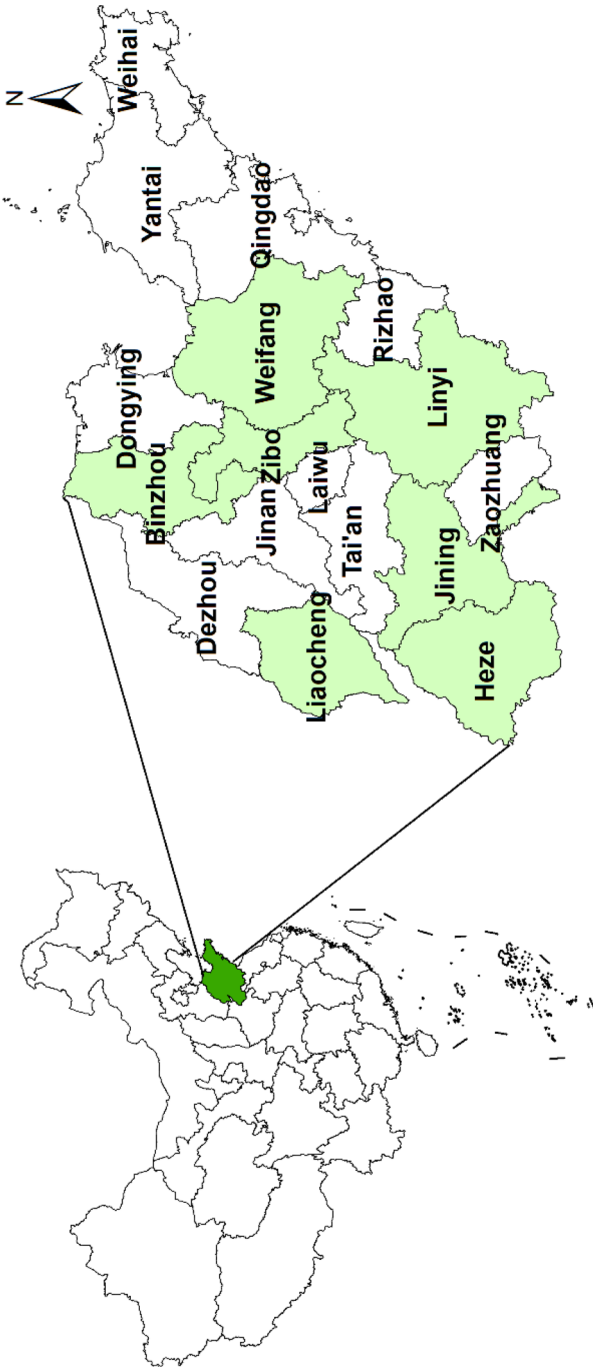 N
Weihai
Yantai
Dongying
Qingdao
Binzhou
Weifang
Dezhou
Zibo
Jinan
Laiwu
Rizhao
Liaocheng
Tai'an
Linyi
Jining
Zaozhuang
Heze